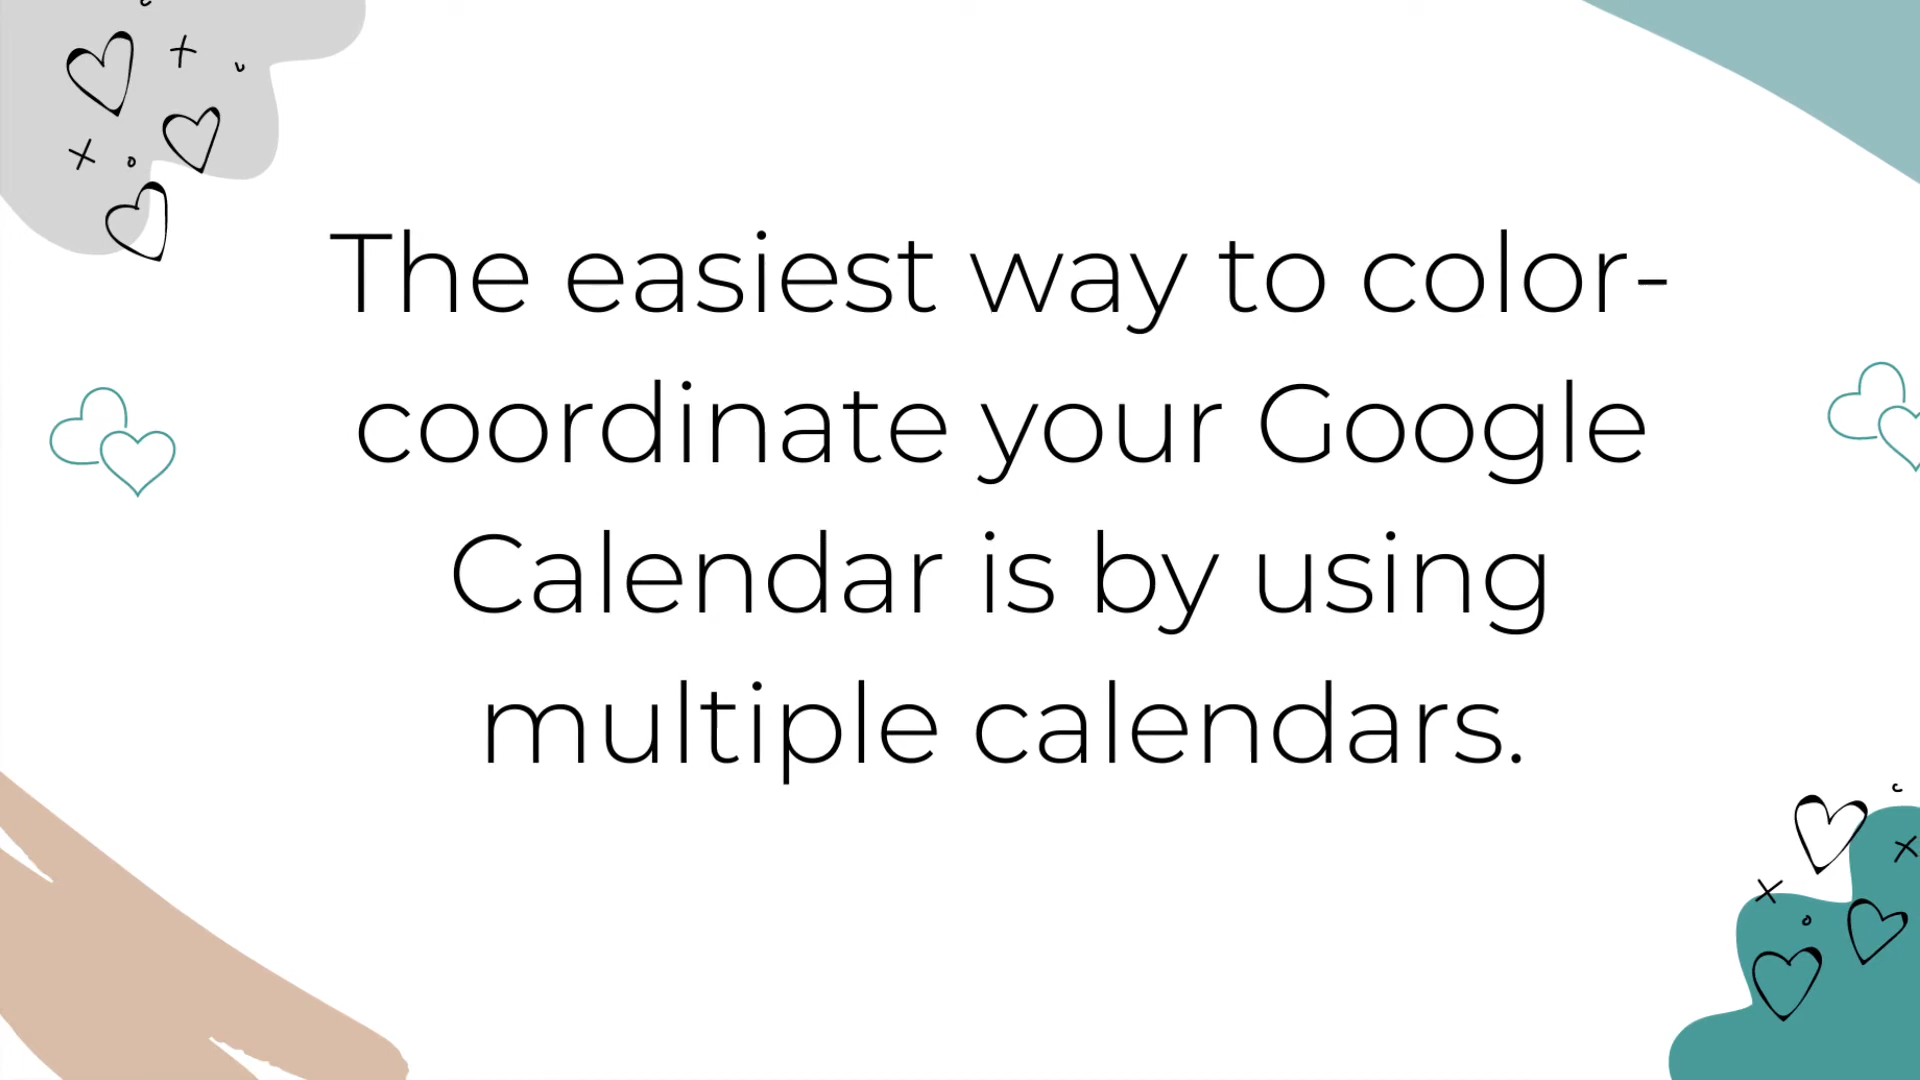 The easiest way to color-
coordinate your Google
Calendar is by using
multiple calendars.